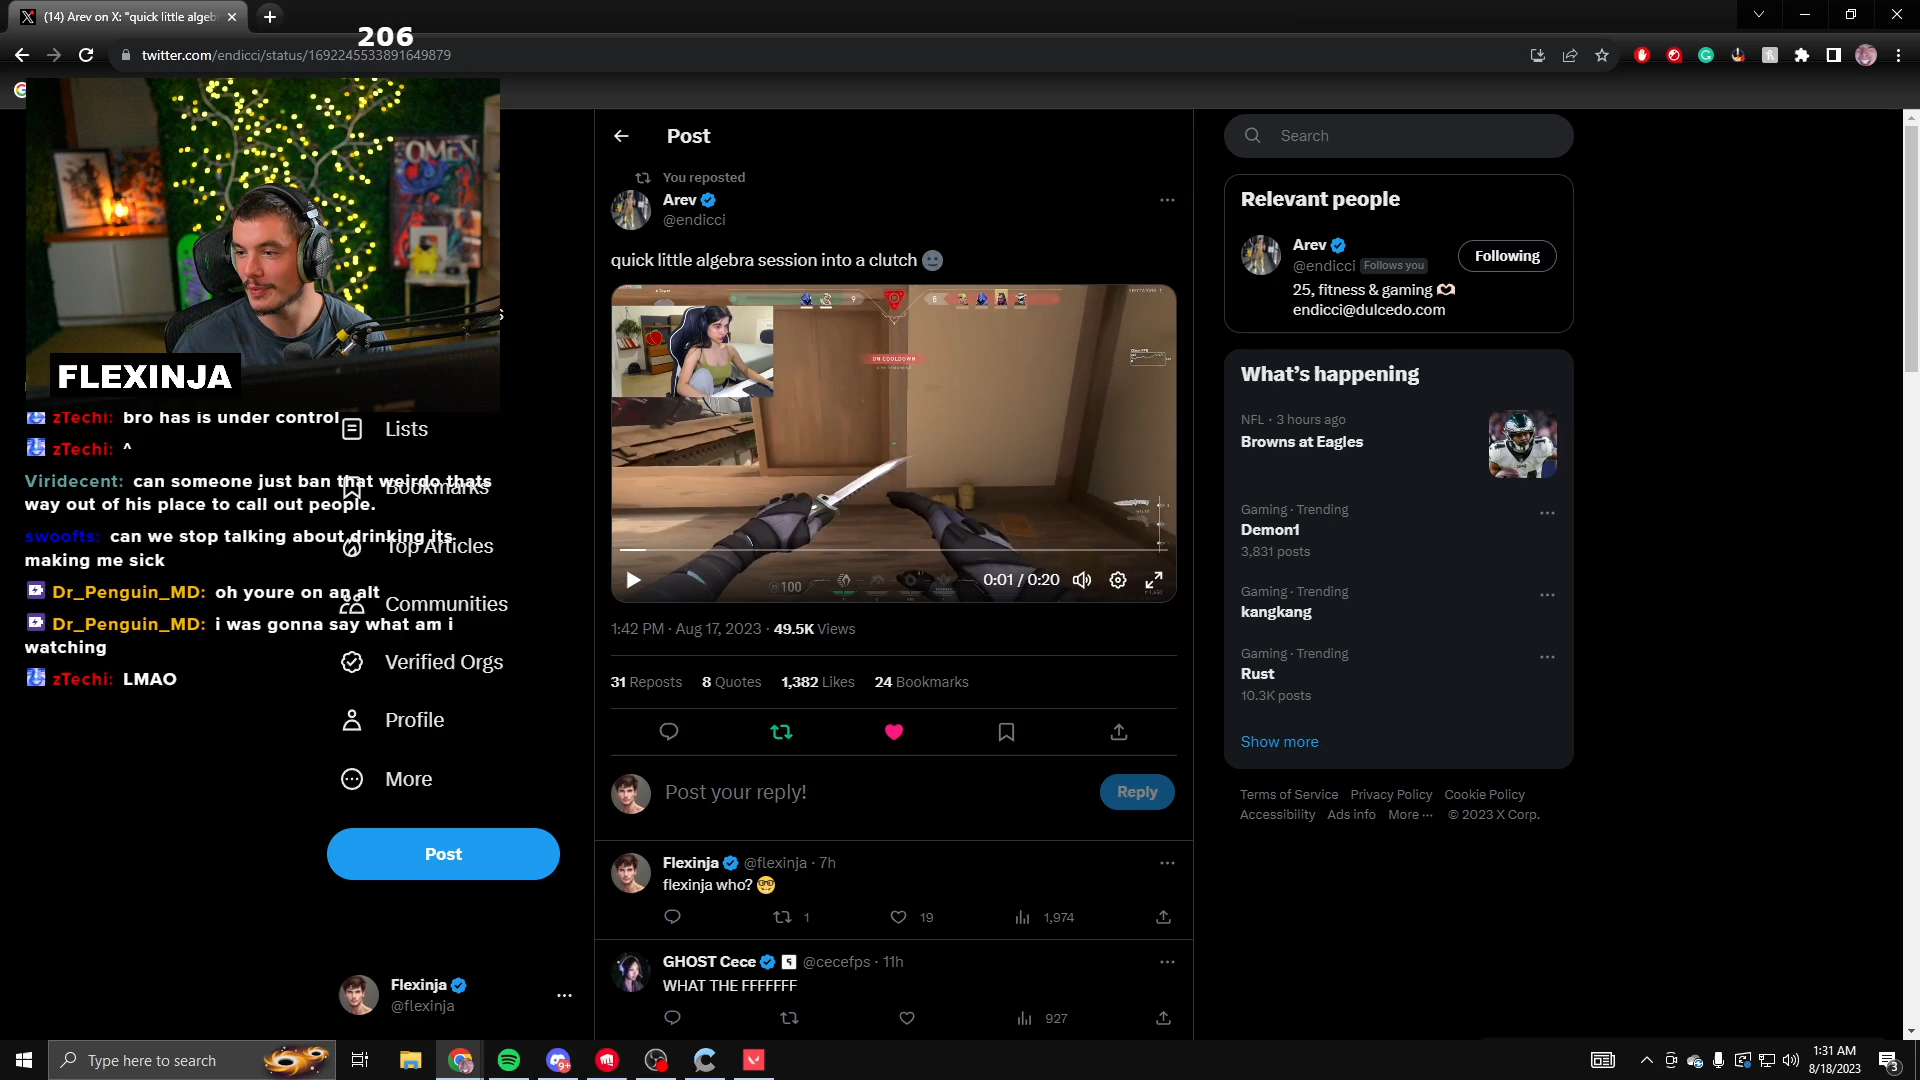 (14) Arev on X: "quick little algeb
206
twitter.com/endicci/status/1692245533891649879
OMEN
FLEXINJA
zTechi: bro has is under control
zTechi: ^
Viridecent: can someone just ban that weirdo thats
way out of his place to call out people.
swoofts: can we stop talking about drinking its
making me sick
Dr_Penguin_MD: oh youre on an alt
Dr_Penguin_MD: i was gonna say what am i
watching
zTechi: LMAO
Lists
Bookmarks
Top Articles
Communities
Verified Orgs
Profile
More
Post
Flexinja
@flexinja
Post
You reposted
Arev
@endicci
quick little algebra session into a clutch
9
8
ON COOLDOWN
100
0:01 / 0:20
1:42 PM · Aug 17, 2023 · 49.5K Views
31 Reposts 8 Quotes 1,382 Likes 24 Bookmarks
Post your reply!
Reply
Flexinja @flexinja · 7h
flexinja who?
1 19 1,974
GHOST Cece @cecefps · 11h
WHAT THE FFFFFFF
927
Search
Relevant people
Arev
@endicci Follows you
Following
25, fitness & gaming
endicci@dulcedo.com
What's happening
NFL · 3 hours ago
Browns at Eagles
Gaming · Trending
Demon1
3,831 posts
Gaming · Trending
kangkang
Gaming · Trending
Rust
10.3K posts
Show more
Terms of Service Privacy Policy Cookie Policy
Accessibility Ads info More ··· © 2023 X Corp.
Type here to search
9+
1:31 AM
8/18/2023
3